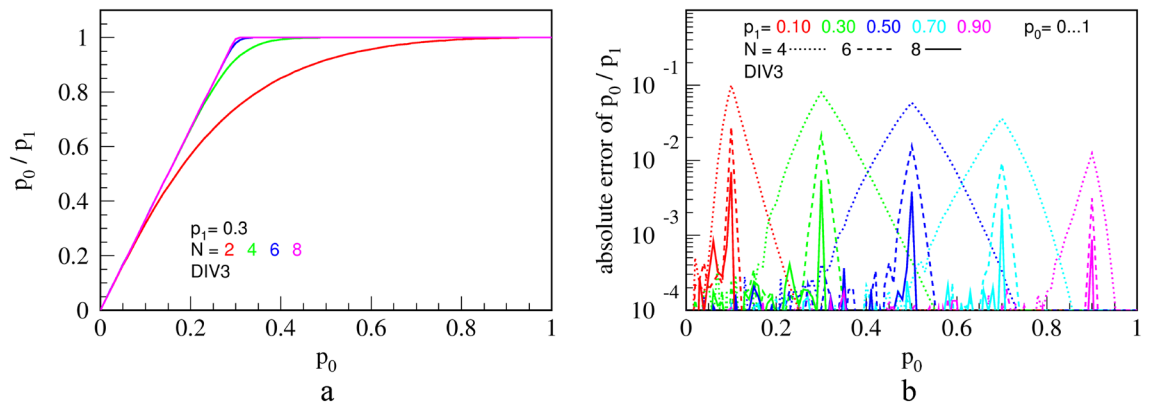 1
0.8
0.6
0.4
0.2
0
p0 / p1
p1= 0.3
N = 2 4 6 8
DIV3
0 0.2 0.4 0.6 0.8 1
p0
a
p1= 0.10 0.30 0.50 0.70 0.90 p0= 0...1
N = 4 6 8
DIV3
10^-1
10^-2
10^-3
10^-4
absolute error of p0 / p1
0 0.2 0.4 0.6 0.8 1
p0
b